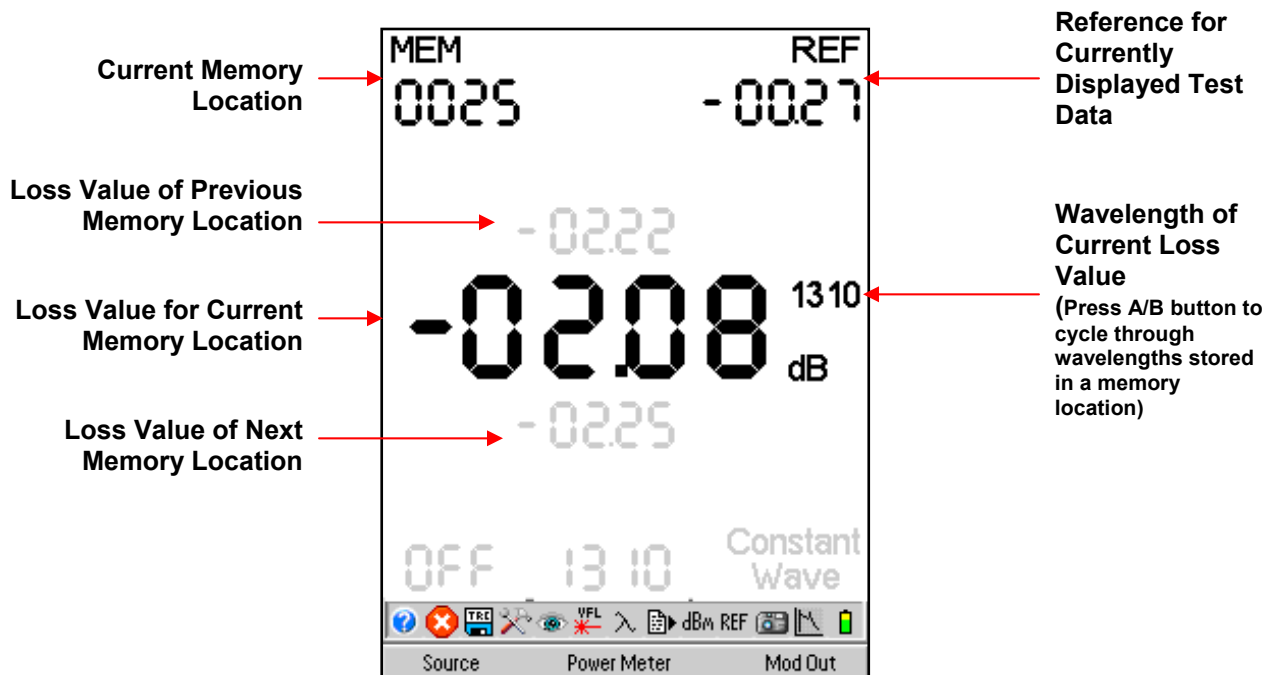 Current Memory
Location
Loss Value of Previous
Memory Location
Loss Value for Current
Memory Location
Loss Value of Next
Memory Location
MEM
REF
0025
-00.27
-02.22
-02.08
1310
dB
-02.25
OFF
1310
Constant
Wave
TRC
VFL
λ
dBm
REF
Source
Power Meter
Mod Out
Reference for
Currently
Displayed Test
Data
Wavelength of
Current Loss
Value
(Press A/B button to
cycle through
wavelengths stored
in a memory
location)